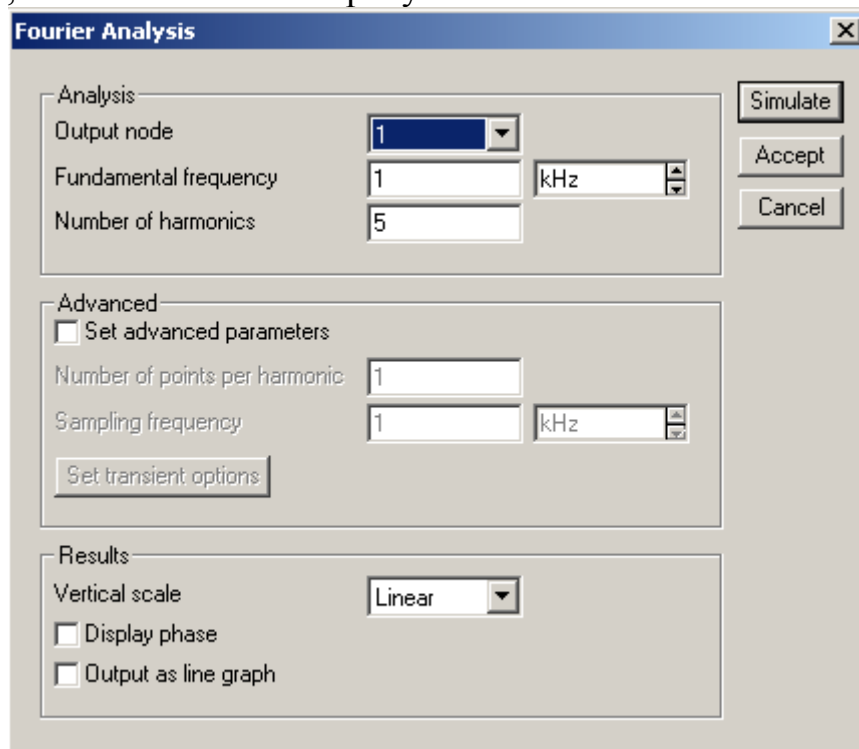 Fourier Analysis
Analysis
Output node 1
Fundamental frequency 1 kHz
Number of harmonics 5
Simulate
Accept
Cancel
Advanced
Set advanced parameters
Number of points per harmonic 1
Sampling frequency 1 kHz
Set transient options
Results
Vertical scale Linear
Display phase
Output as line graph